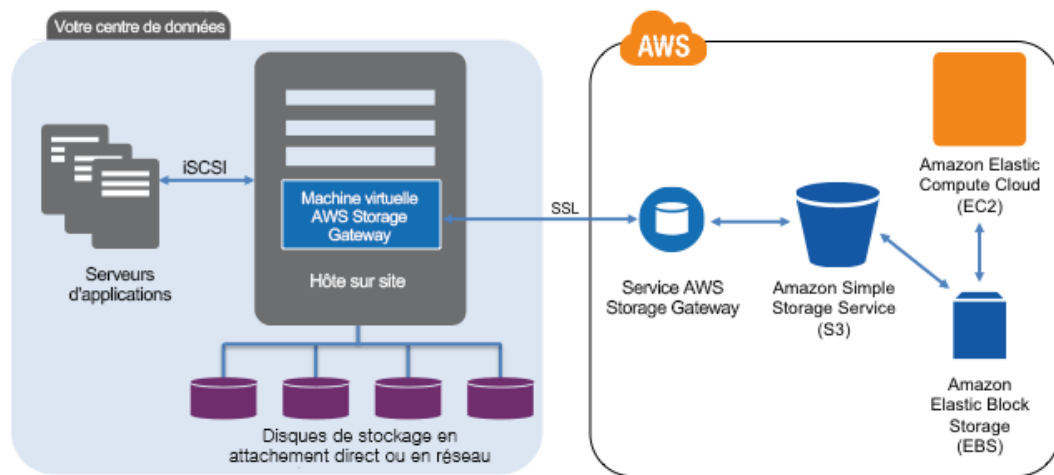 Votre centre de données
AWS
iSCSI
Machine virtuelle
AWS Storage
Gateway
SSL
Serveurs
d'applications
Hôte sur site
Service AWS
Storage Gateway
Amazon Simple
Storage Service
(S3)
Amazon Elastic
Compute Cloud
(EC2)
Amazon
Elastic Block
Storage
(EBS)
Disques de stockage en
attachement direct ou en réseau